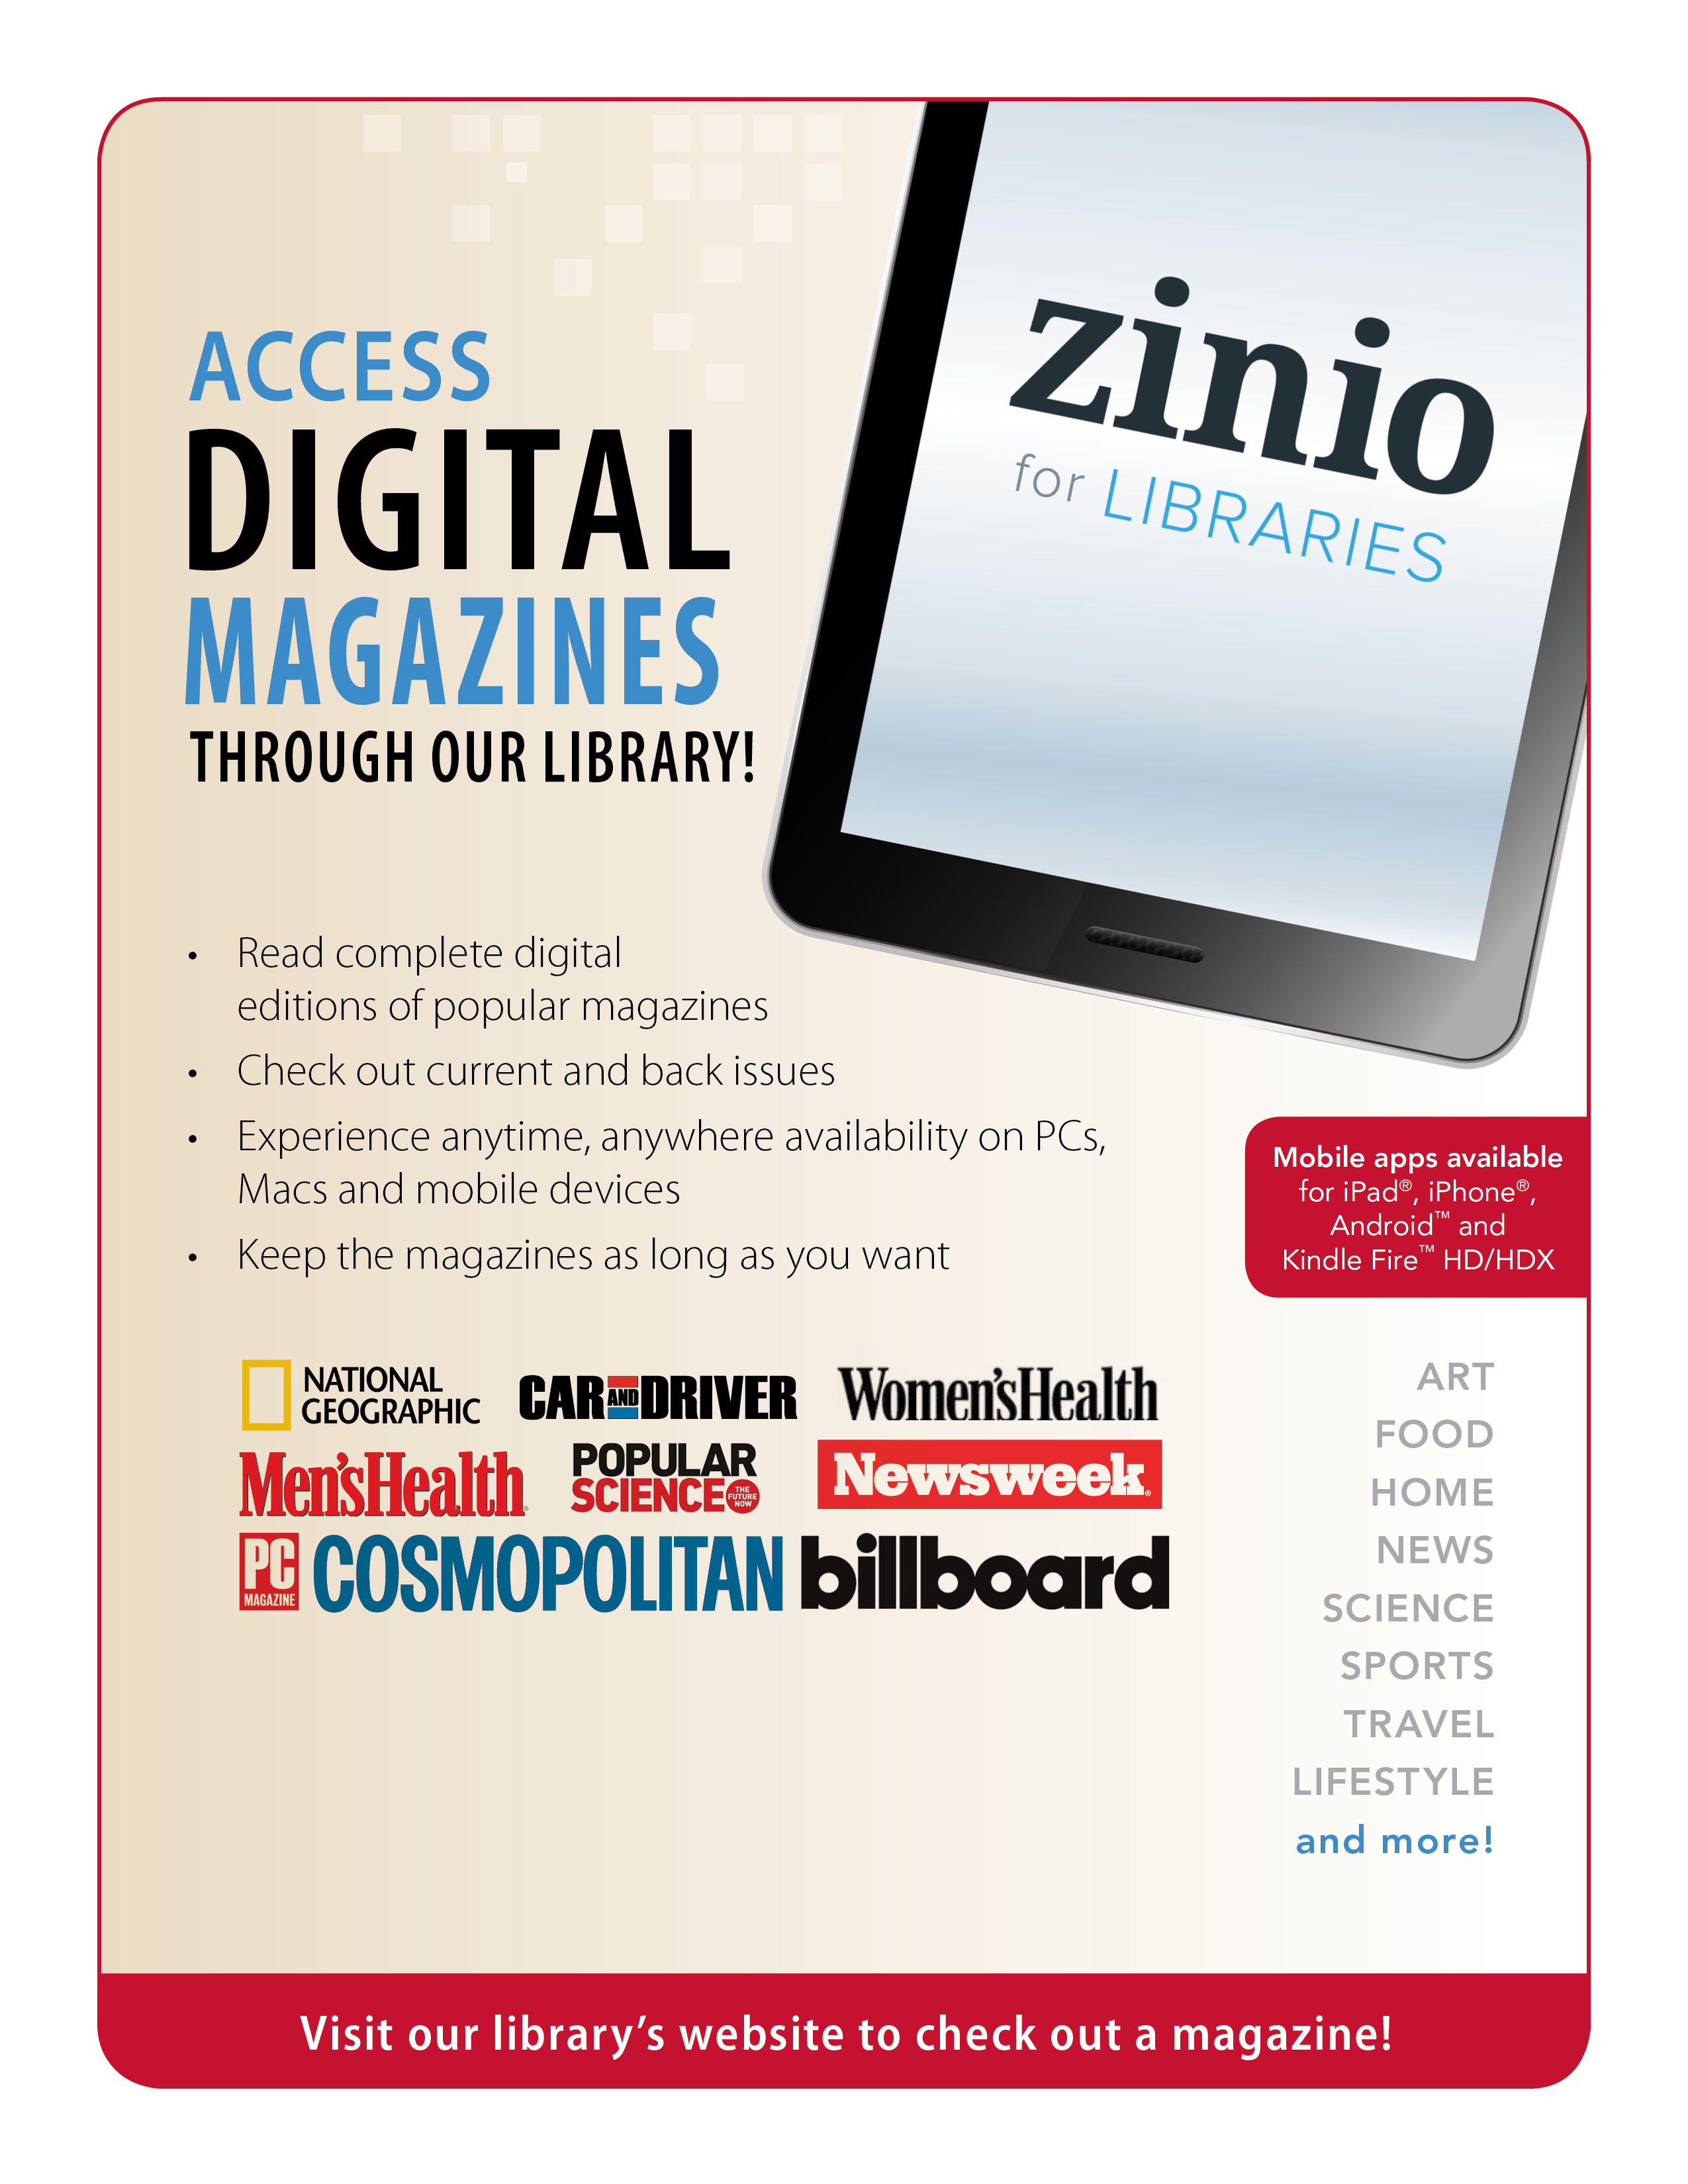 zinio
for LIBRARIES
ACCESS
DIGITAL
MAGAZINES
THROUGH OUR LIBRARY!
• Read complete digital
editions of popular magazines
• Check out current and back issues
• Experience anytime, anywhere availability on PCs,
Macs and mobile devices
• Keep the magazines as long as you want
Mobile apps available
for iPad®, iPhone®,
Android™ and
Kindle Fire™ HD/HDX
NATIONAL
GEOGRAPHIC
CAR AND DRIVER
Women'sHealth
Men'sHealth®
POPULAR
SCIENCE
THE
FUTURE
NOW
Newsweek®
PC
MAGAZINE
COSMOPOLITAN
billboard
ART
FOOD
HOME
NEWS
SCIENCE
SPORTS
TRAVEL
LIFESTYLE
and more!
Visit our library’s website to check out a magazine!